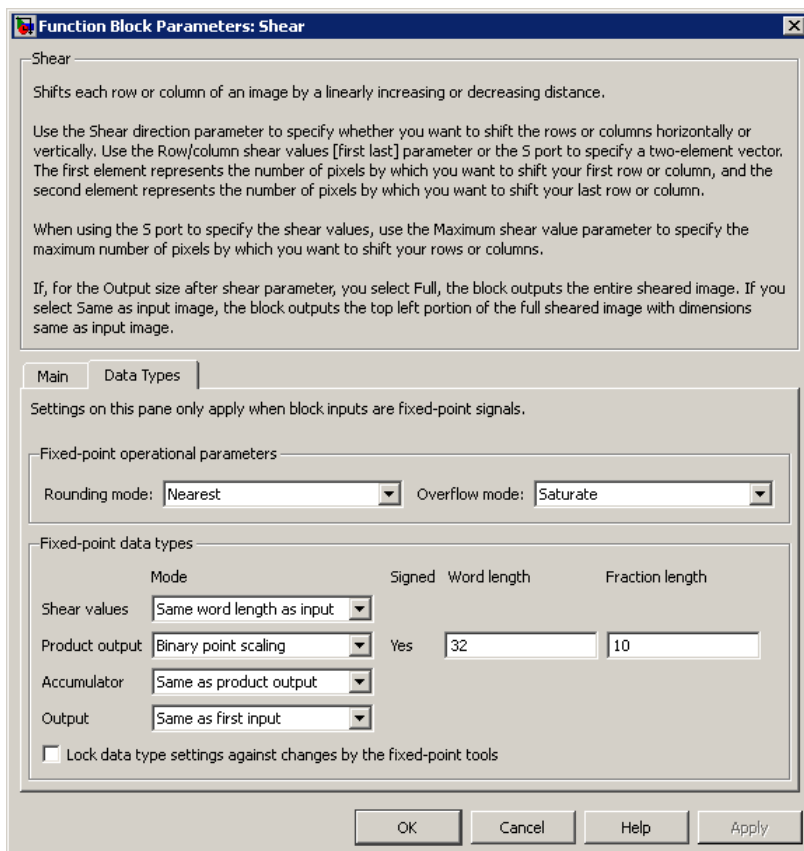 Function Block Parameters: Shear
Shear
Shifts each row or column of an image by a linearly increasing or decreasing distance.
Use the Shear direction parameter to specify whether you want to shift the rows or columns horizontally or
vertically. Use the Row/column shear values [first last] parameter or the S port to specify a two-element vector.
The first element represents the number of pixels by which you want to shift your first row or column, and the
second element represents the number of pixels by which you want to shift your last row or column.
When using the S port to specify the shear values, use the Maximum shear value parameter to specify the
maximum number of pixels by which you want to shift your rows or columns.
If, for the Output size after shear parameter, you select Full, the block outputs the entire sheared image. If you
select Same as input image, the block outputs the top left portion of the full sheared image with dimensions
same as input image.
Main Data Types
Settings on this pane only apply when block inputs are fixed-point signals.
Fixed-point operational parameters
Rounding mode: Nearest Overflow mode: Saturate
Fixed-point data types
Mode Signed Word length Fraction length
Shear values Same word length as input
Product output Binary point scaling Yes 32 10
Accumulator Same as product output
Output Same as first input
Lock data type settings against changes by the fixed-point tools
OK Cancel Help Apply